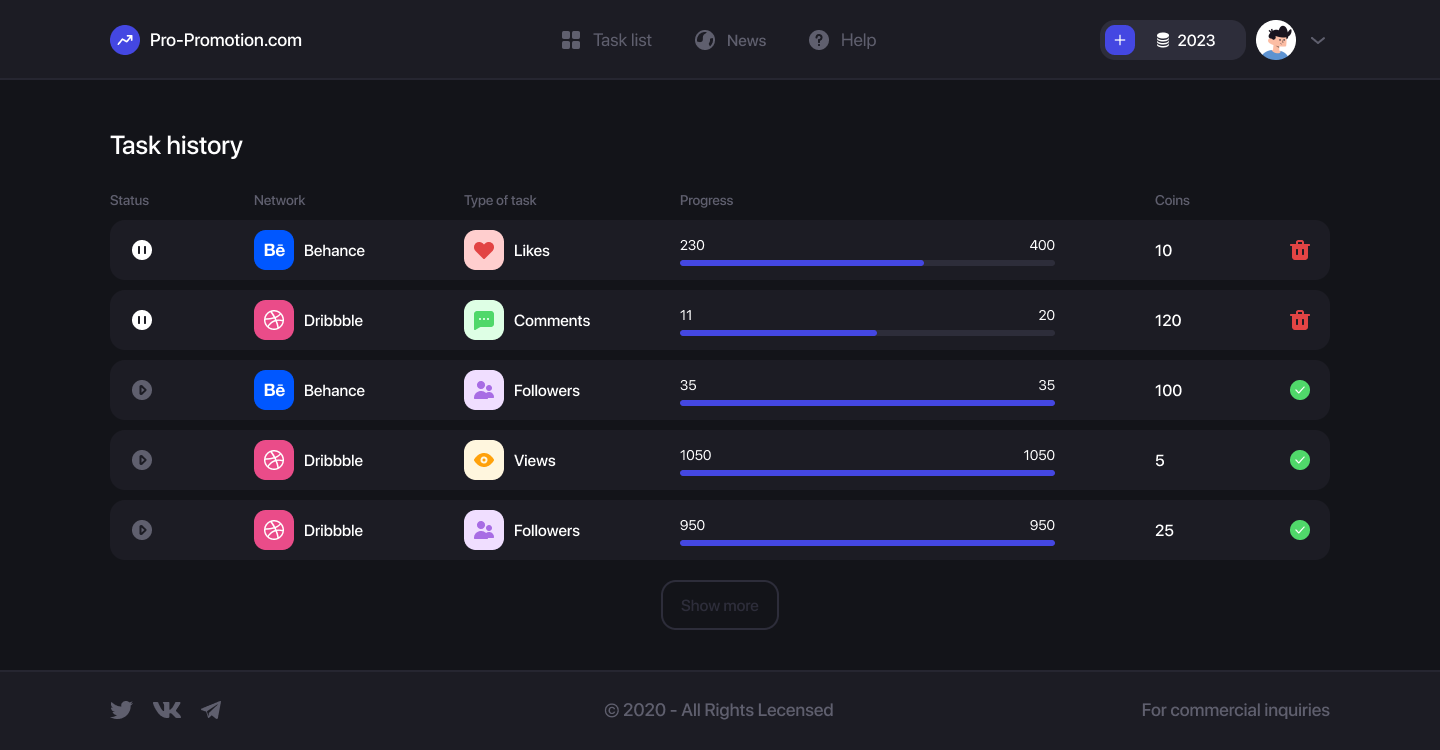 Pro-Promotion.com Task list News Help 2023
Task history
Status Network Type of task Progress Coins
Bē Behance Likes 230 400 10
Dribbble Comments 11 20 120
Bē Behance Followers 35 35 100
Dribbble Views 1050 1050 5
Dribbble Followers 950 950 25
Show more
© 2020 - All Rights Lecensed For commercial inquiries